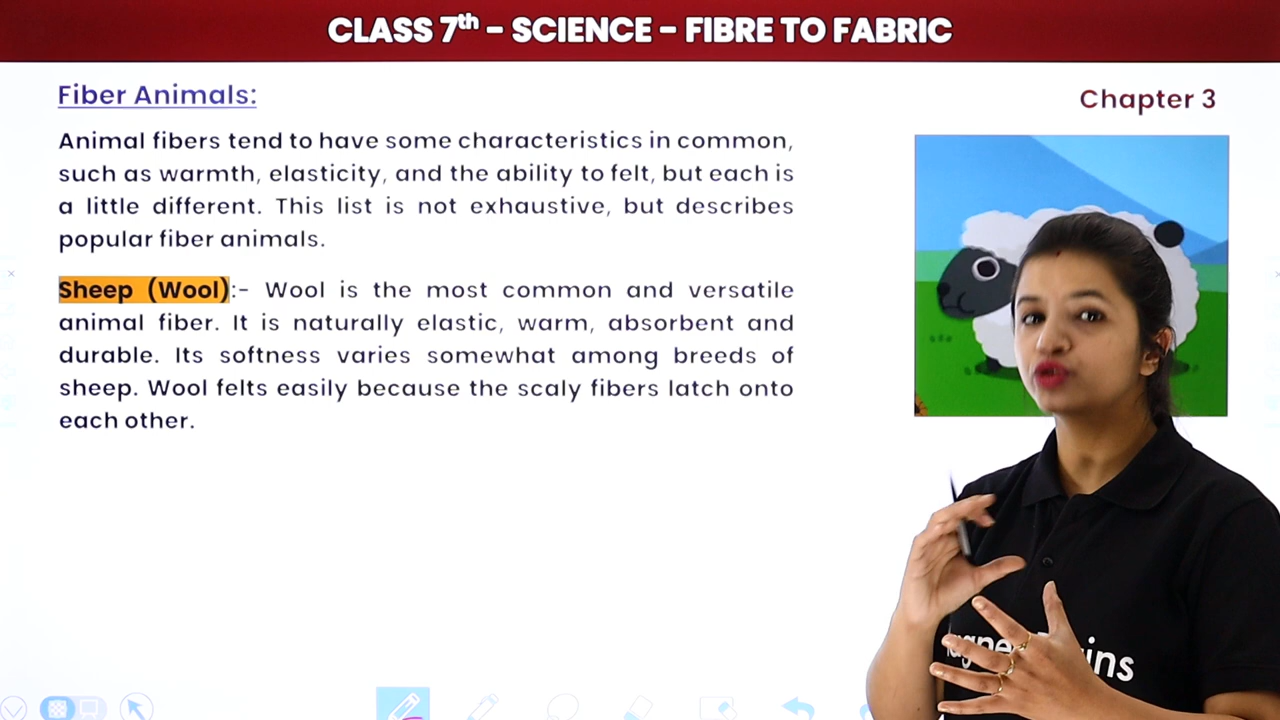 CLASS 7th - SCIENCE - FIBRE TO FABRIC
Fiber Animals:
Chapter 3
Animal fibers tend to have some characteristics in common,
such as warmth, elasticity, and the ability to felt, but each is
a little different. This list is not exhaustive, but describes
popular fiber animals.
Sheep (Wool):- Wool is the most common and versatile
animal fiber. It is naturally elastic, warm, absorbent and
durable. Its softness varies somewhat among breeds of
sheep. Wool felts easily because the scaly fibers latch onto
each other.